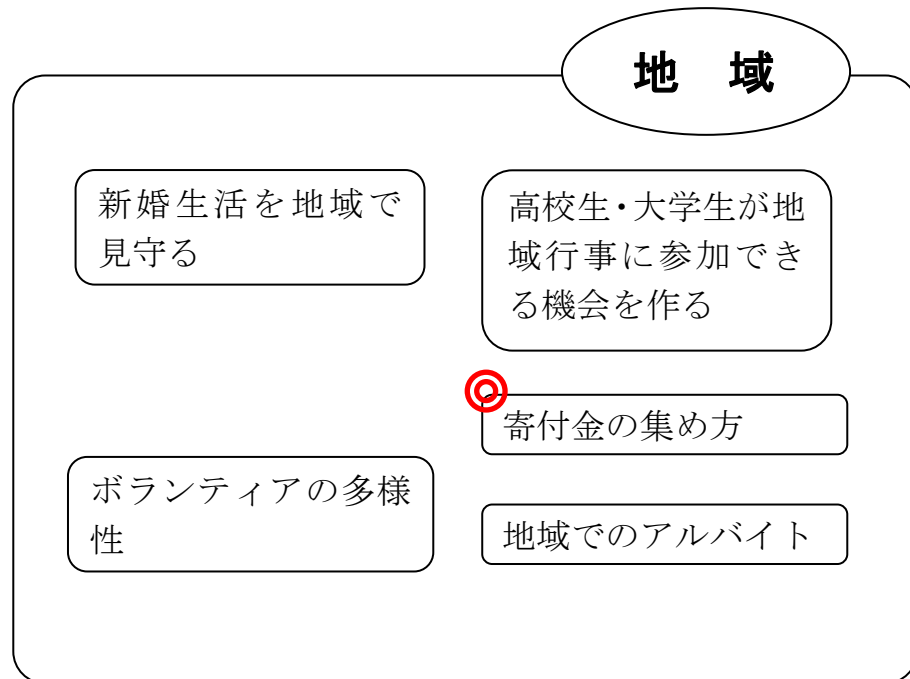 地　域
新婚生活を地域で
見守る
高校生・大学生が地
域行事に参加でき
る機会を作る
◎
寄付金の集め方
ボランティアの多様
性
地域でのアルバイト